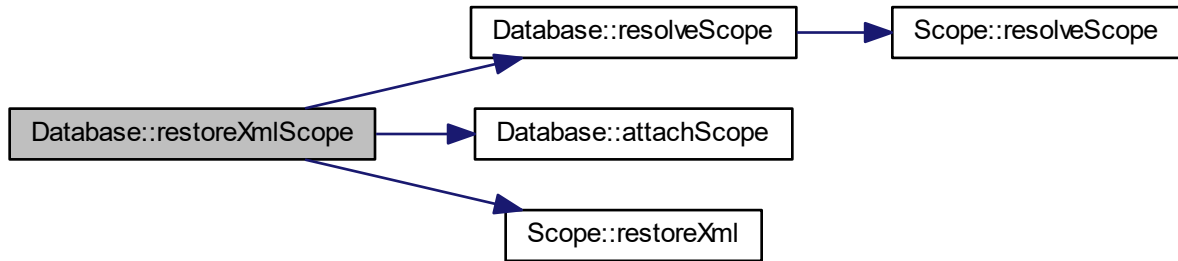 Database::resolveScope
Scope::resolveScope
Database::restoreXmlScope
Database::attachScope
Scope::restoreXml